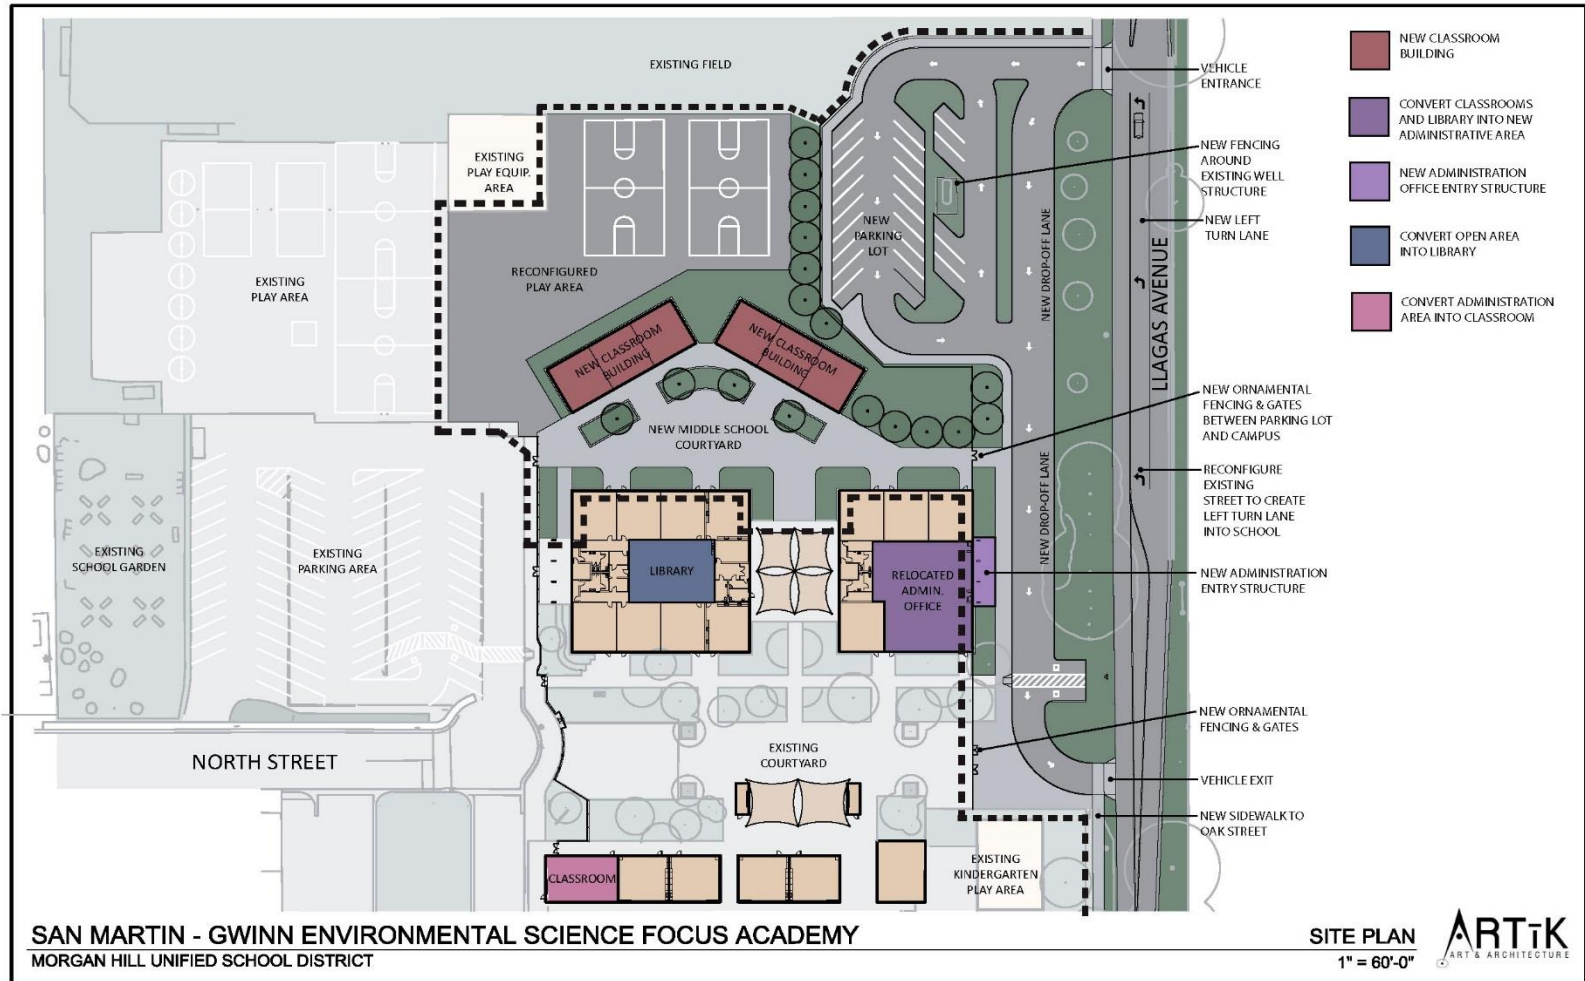 EXISTING FIELD
EXISTING
PLAY EQUIP.
AREA
EXISTING
PLAY AREA
RECONFIGURED
PLAY AREA
NEW
PARKING
LOT
NEW DROP-OFF LANE
NEW DROP-OFF LANE
LLAGAS AVENUE
NEW CLASSROOM
BUILDING
NEW CLASSROOM
BUILDING
NEW MIDDLE SCHOOL
COURTYARD
EXISTING
SCHOOL GARDEN
EXISTING
PARKING AREA
LIBRARY
RELOCATED
ADMIN.
OFFICE
NORTH STREET
EXISTING
COURTYARD
CLASSROOM
EXISTING
KINDERGARTEN
PLAY AREA
VEHICLE
ENTRANCE
NEW FENCING
AROUND
EXISTING WELL
STRUCTURE
NEW LEFT
TURN LANE
NEW ORNAMENTAL
FENCING & GATES
BETWEEN PARKING LOT
AND CAMPUS
RECONFIGURE
EXISTING
STREET TO CREATE
LEFT TURN LANE
INTO SCHOOL
NEW ADMINISTRATION
ENTRY STRUCTURE
NEW ORNAMENTAL
FENCING & GATES
VEHICLE EXIT
NEW SIDEWALK TO
OAK STREET
NEW CLASSROOM
BUILDING
CONVERT CLASSROOMS
AND LIBRARY INTO NEW
ADMINISTRATIVE AREA
NEW ADMINISTRATION
OFFICE ENTRY STRUCTURE
CONVERT OPEN AREA
INTO LIBRARY
CONVERT ADMINISTRATION
AREA INTO CLASSROOM
SAN MARTIN - GWINN ENVIRONMENTAL SCIENCE FOCUS ACADEMY
MORGAN HILL UNIFIED SCHOOL DISTRICT
SITE PLAN
1" = 60'-0"
ARTiK
ART & ARCHITECTURE